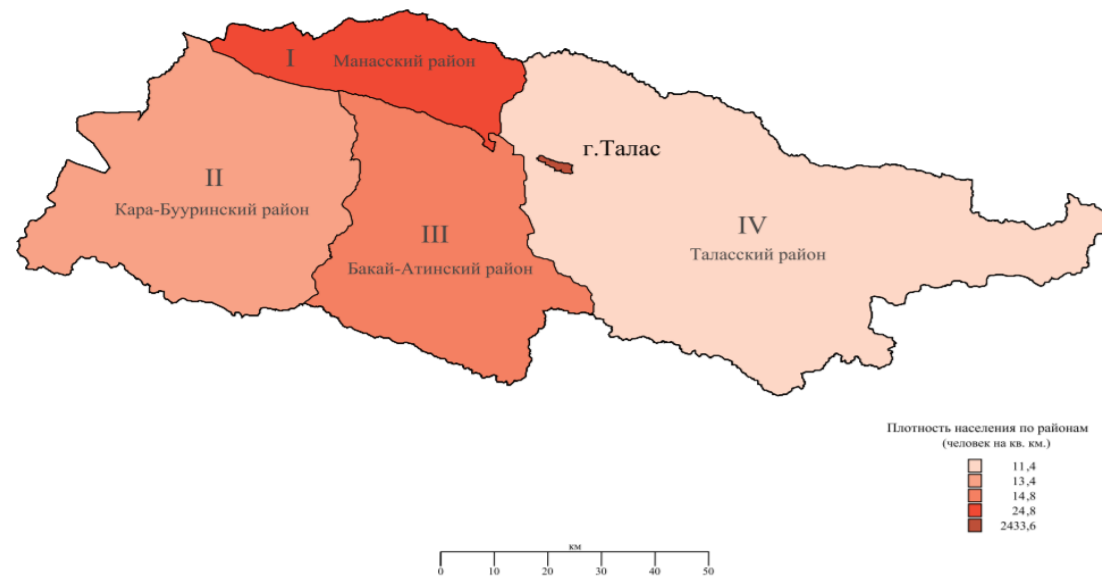 I
Манасский район
г.Талас
II
Кара-Бууринский район
III
Бакай-Атинский район
IV
Таласский район
Плотность населения по районам
(человек на кв. км.)
11,4
13,4
14,8
24,8
2433,6
км
0 10 20 30 40 50